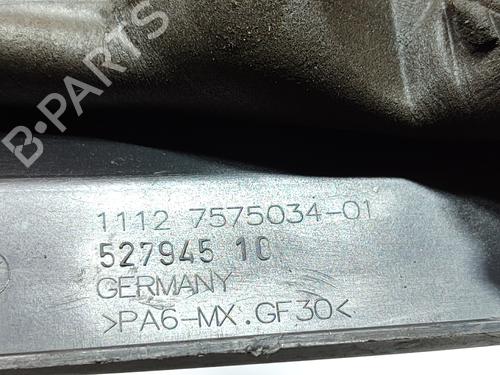 B-PARTS
1112 7575034-01
527945 10
GERMANY
>PA6-MX.GF30<